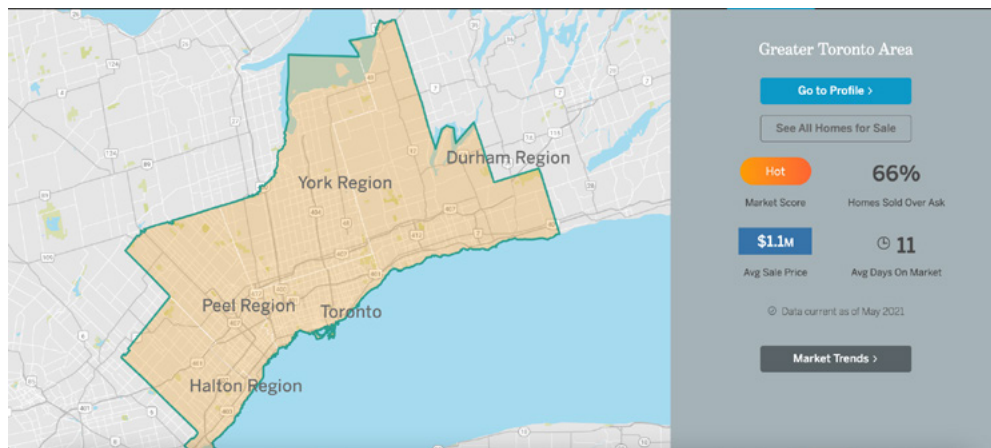 Durham Region
York Region
Peel Region
Toronto
Halton Region
Greater Toronto Area
Go to Profile >
See All Homes for Sale
Hot
66%
Market Score
Homes Sold Over Ask
$1.1M
11
Avg Sale Price
Avg Days On Market
Data current as of May 2021
Market Trends >